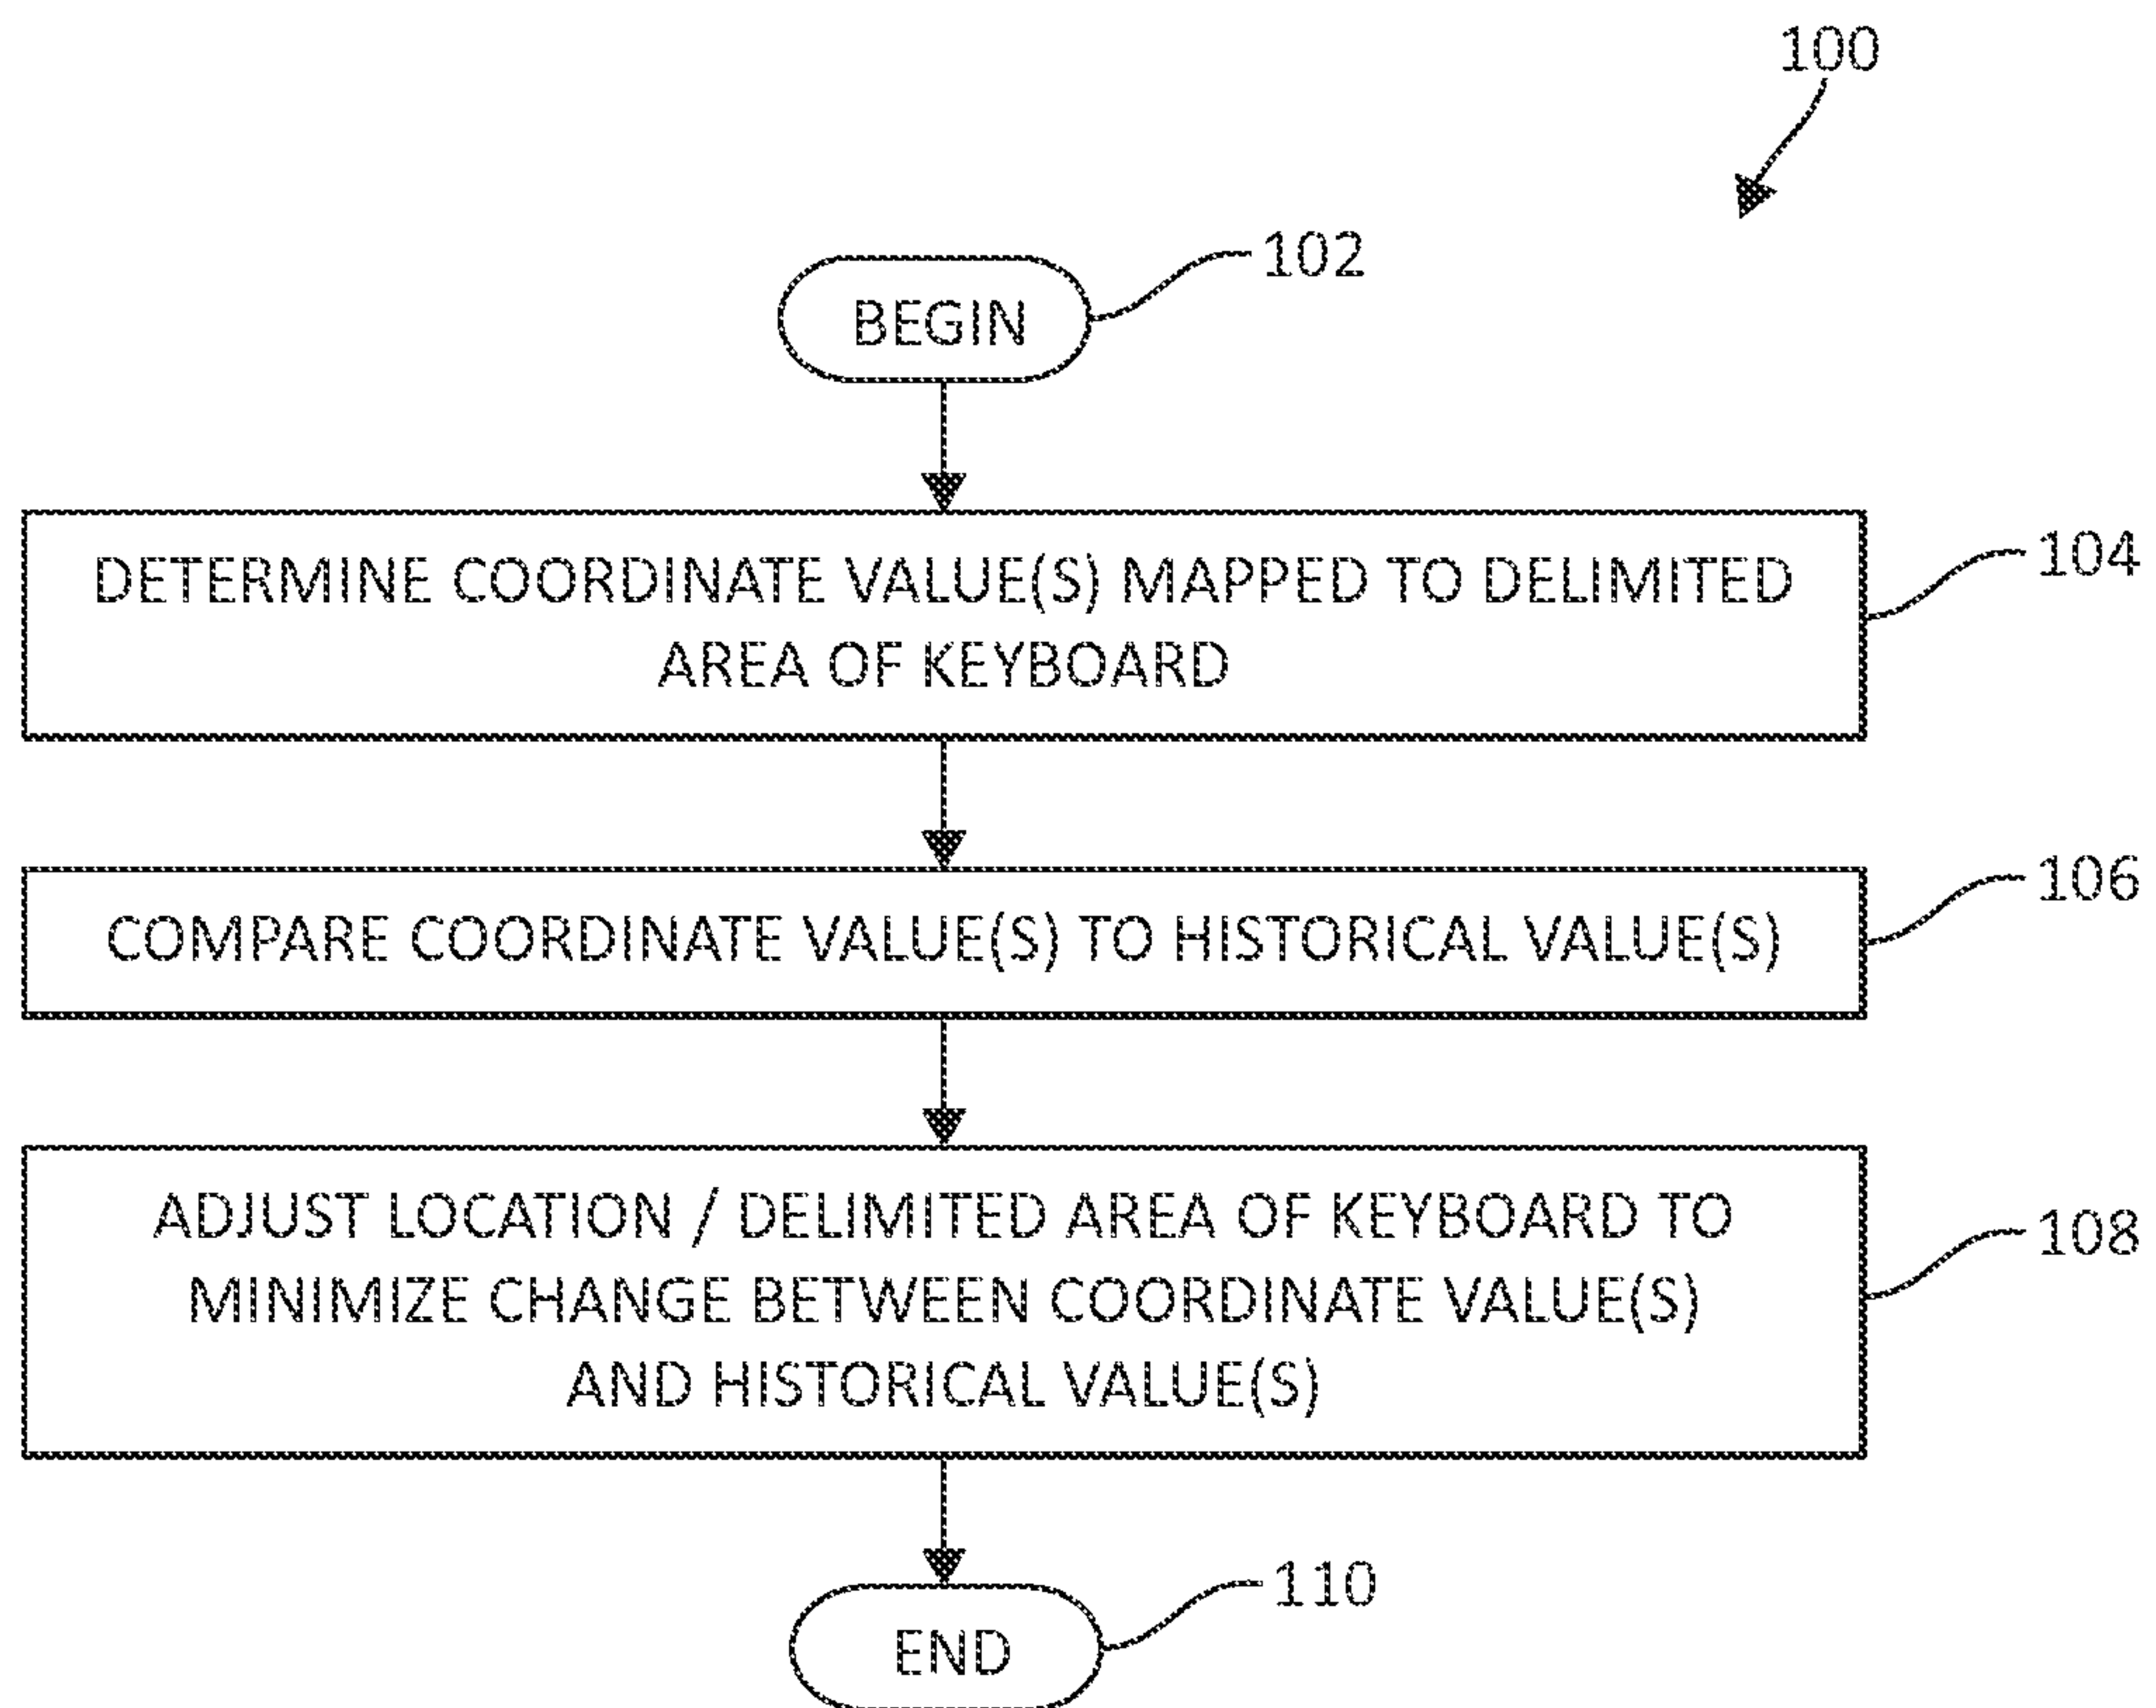 100
102
BEGIN
104
DETERMINE COORDINATE VALUE(S) MAPPED TO DELIMITED
AREA OF KEYBOARD
106
COMPARE COORDINATE VALUE(S) TO HISTORICAL VALUE(S)
108
ADJUST LOCATION / DELIMITED AREA OF KEYBOARD TO
MINIMIZE CHANGE BETWEEN COORDINATE VALUE(S)
AND HISTORICAL VALUE(S)
110
END